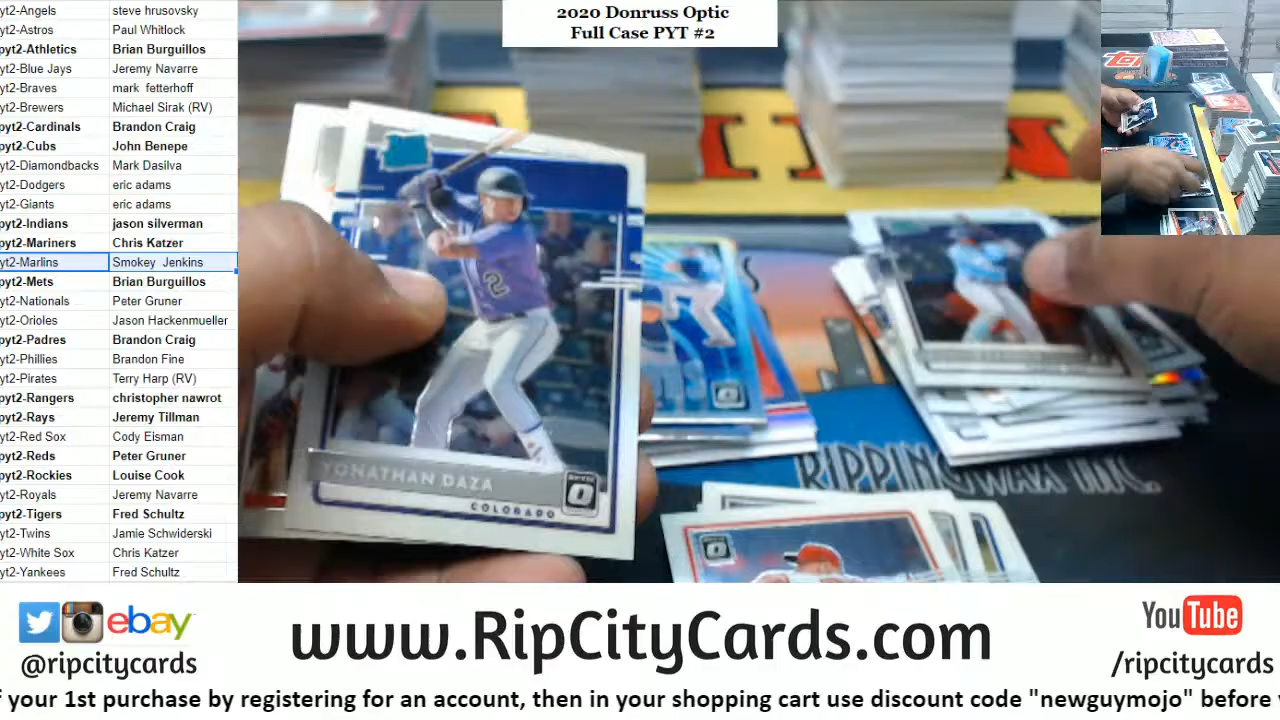 yt2-Angels steve hrusovsky
yt2-Astros Paul Whitlock
pyt2-Athletics Brian Burguillos
yt2-Blue Jays Jeremy Navarre
yt2-Braves mark fetterhoff
yt2-Brewers Michael Sirak (RV)
pyt2-Cardinals Brandon Craig
pyt2-Cubs John Benepe
yt2-Diamondbacks Mark Dasilva
yt2-Dodgers eric adams
yt2-Giants eric adams
pyt2-Indians jason silverman
pyt2-Mariners Chris Katzer
yt2-Marlins Smokey Jenkins
pyt2-Mets Brian Burguillos
yt2-Nationals Peter Gruner
yt2-Orioles Jason Hackenmueller
pyt2-Padres Brandon Craig
yt2-Phillies Brandon Fine
yt2-Pirates Terry Harp (RV)
pyt2-Rangers christopher nawrot
pyt2-Rays Jeremy Tillman
yt2-Red Sox Cody Eisman
pyt2-Reds Peter Gruner
pyt2-Rockies Louise Cook
yt2-Royals Jeremy Navarre
pyt2-Tigers Fred Schultz
yt2-Twins Jamie Schwiderski
yt2-White Sox Chris Katzer
yt2-Yankees Fred Schultz
2020 Donruss Optic
Full Case PYT #2
2
YONATHAN DAZA
COLORADO
OPTIC
RIPPINGWAX INC.
ebay
@ripcitycards
www.RipCityCards.com
YouTube
/ripcitycards
f your 1st purchase by registering for an account, then in your shopping cart use discount code "newguymojo" before